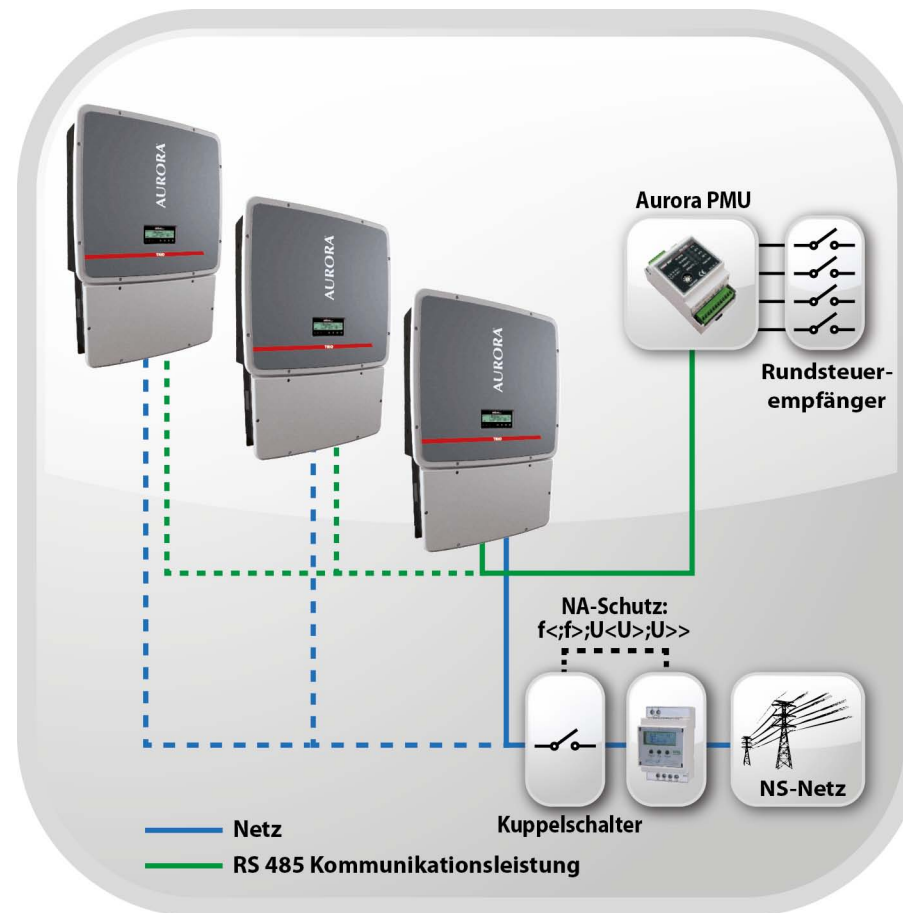 AURORA
AURORA
AURORA
Aurora PMU
Rundsteuer-
empfänger
NA-Schutz:
f<;f>;U<U>;U>>
Kuppelschalter
NS-Netz
Netz
RS 485 Kommunikationsleistung